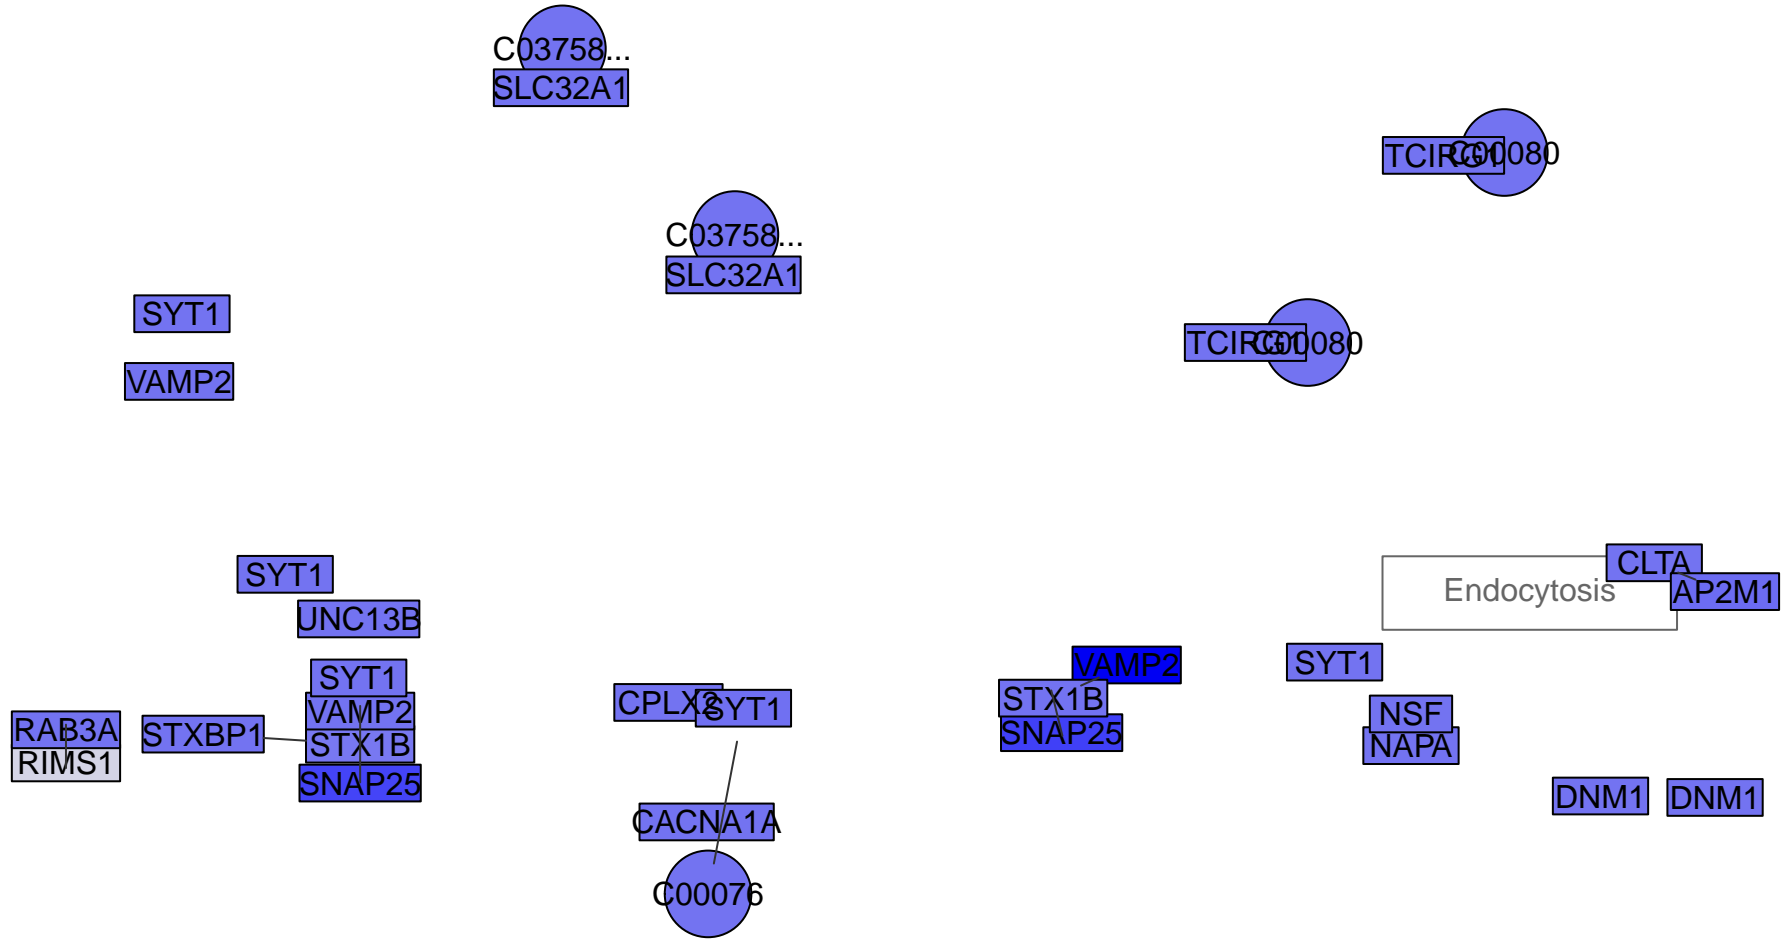 C03758...
SLC32A1
TCIRG1
C00080
C03758...
SLC32A1
SYT1
TCIRG1
C00080
VAMP2
SYT1
CLTA
Endocytosis
AP2M1
UNC13B
SYT1
VAMP2
SYT1
CPLX2
SYT1
STX1B
SNAP25
NSF
NAPA
RAB3A
RIMS1
STXBP1
VAMP2
STX1B
SNAP25
DNM1
DNM1
CACNA1A
C00076